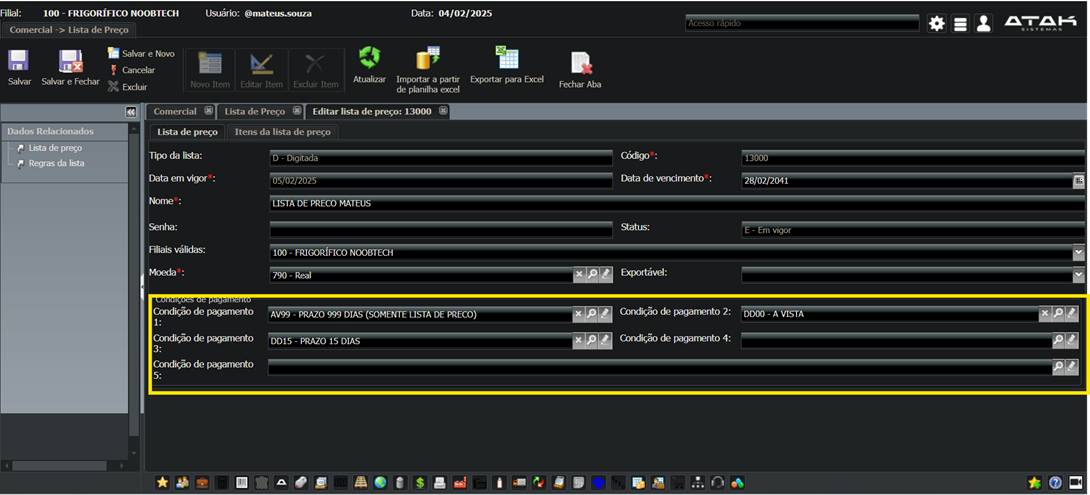 Filial: 100 - FRIGORÍFICO NOOBTECH Usuário: @mateus.souza Data: 04/02/2025
Acesso rápido
ATAK
SISTEMAS
Comercial -> Lista de Preço
Salvar
Salvar e Fechar
Salvar e Novo
Cancelar
Excluir
Novo Item
Editar Item
Excluir Item
Atualizar
Importar a partir
de planilha excel
Exportar para Excel
Fechar Aba
Dados Relacionados
Lista de preço
Regras da lista
Comercial Lista de Preço Editar lista de preço: 13000
Lista de preço Itens da lista de preço
Tipo da lista: D - Digitada Código*: 13000
Data em vigor*: 05/02/2025 Data de vencimento*: 28/02/2041
Nome*: LISTA DE PRECO MATEUS
Senha: Status: E - Em vigor
Filiais válidas: 100 - FRIGORÍFICO NOOBTECH
Moeda*: 790 - Real Exportável:
Condições de pagamento
Condição de pagamento
1: AV99 - PRAZO 999 DIAS (SOMENTE LISTA DE PRECO) Condição de pagamento 2: DD00 - A VISTA
Condição de pagamento
3: DD15 - PRAZO 15 DIAS Condição de pagamento 4:
Condição de pagamento
5: